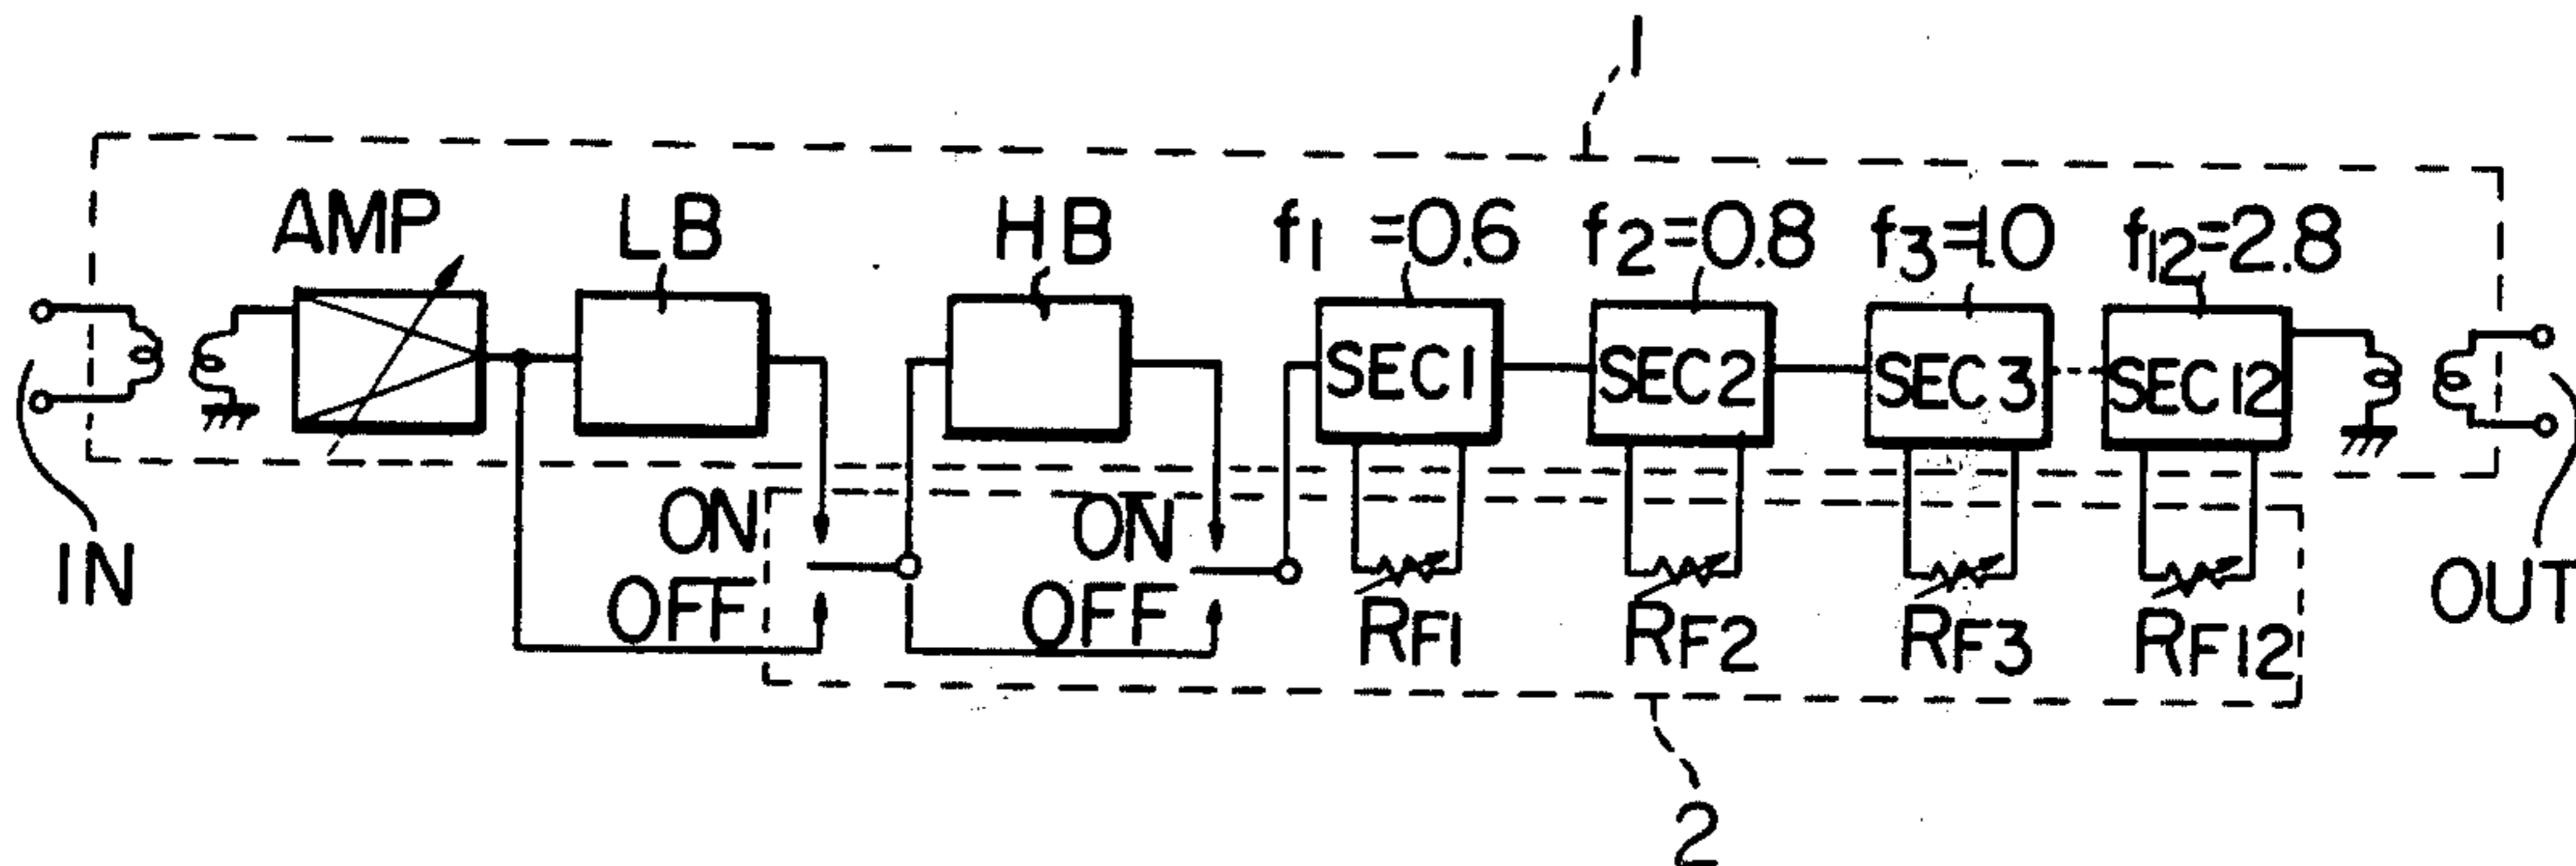 1
AMP
LB
HB
f1 =0.6
f2=0.8
f3=1.0
f12=2.8
SEC1
SEC2
SEC3
SEC12
IN
ON
OFF
ON
OFF
RF1
RF2
RF3
RF12
OUT
2